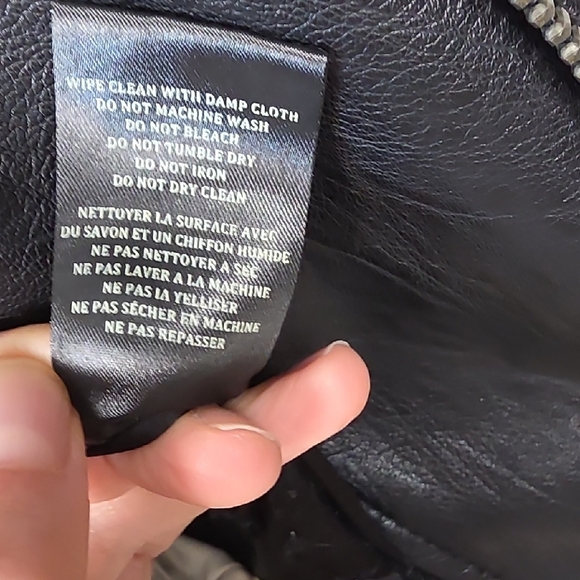 WIPE CLEAN WITH DAMP CLOTH
DO NOT MACHINE WASH
DO NOT BLEACH
DO NOT TUMBLE DRY
DO NOT IRON
DO NOT DRY CLEAN
NETTOYER LA SURFACE AVEC
DU SAVON ET UN CHIFFON HUMIDE
NE PAS NETTOYER A SEC
NE PAS LAVER A LA MACHINE
NE PAS IA YELLISER
NE PAS SÉCHER EN MACHINE
NE PAS REPASSER